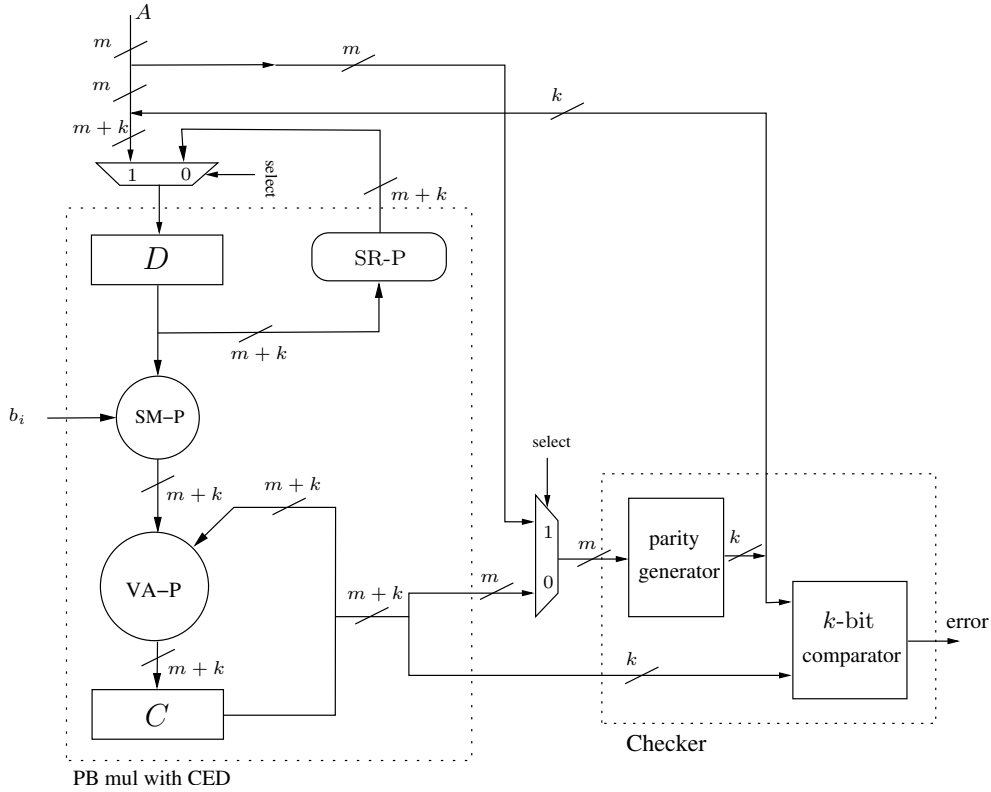 A
m
m
m
k
m + k
1 0
select
m + k
D
SR-P
m + k
b_i
SM–P
select
m + k
m + k
1
parity
k
m
generator
VA–P
0
m
m + k
k-bit
error
comparator
m + k
k
C
Checker
PB mul with CED